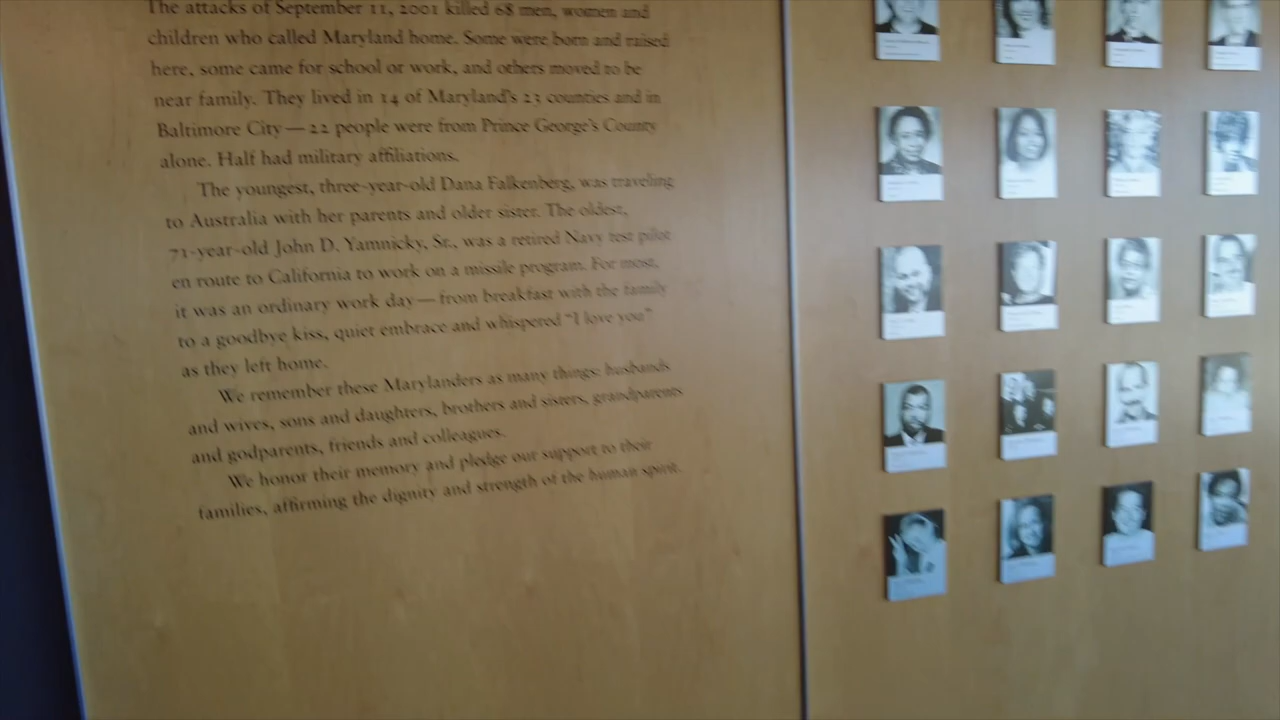 The attacks of September 11, 2001 killed 68 men, women and
children who called Maryland home. Some were born and raised
here, some came for school or work, and others moved to be
near family. They lived in 14 of Maryland's 23 counties and in
Baltimore City — 22 people were from Prince George's County
alone. Half had military affiliations.
The youngest, three-year-old Dana Falkenberg, was traveling
to Australia with her parents and older sister. The oldest,
71-year-old John D. Yamnicky, Sr., was a retired Navy test pilot
en route to California to work on a missile program. For most,
it was an ordinary work day — from breakfast with the family
to a goodbye kiss, quiet embrace and whispered "I love you"
as they left home.
We remember these Marylanders as many things: husbands
and wives, sons and daughters, brothers and sisters, grandparents
and godparents, friends and colleagues.
We honor their memory and pledge our support to their
families, affirming the dignity and strength of the human spirit.